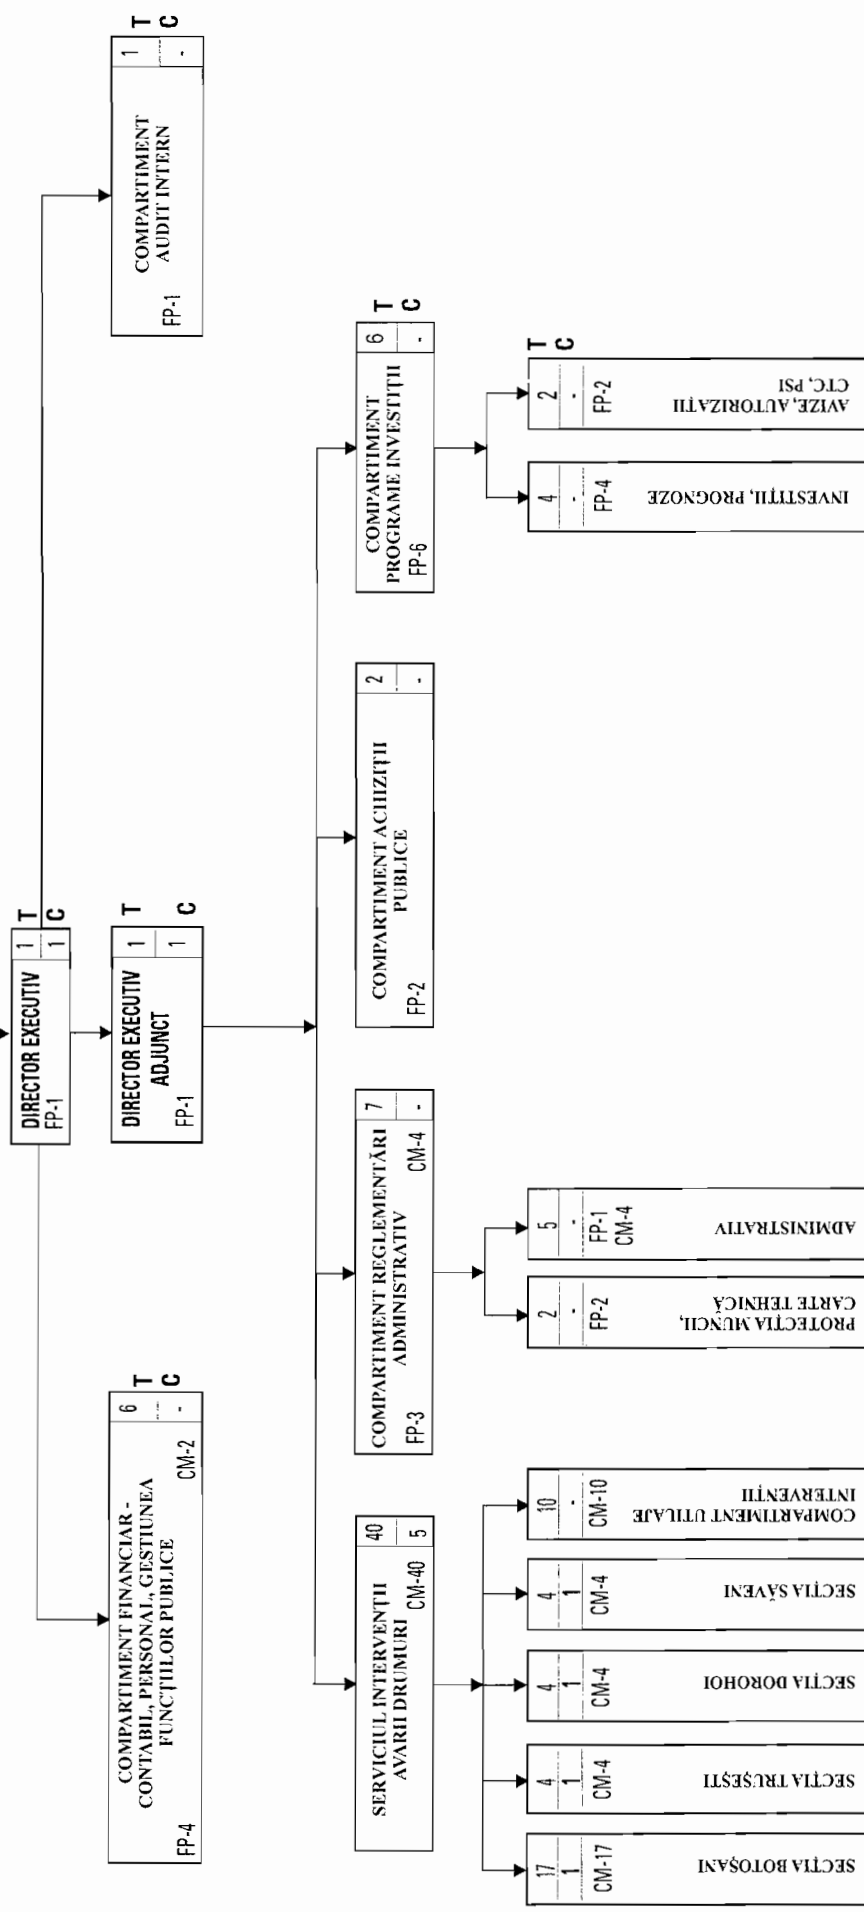 DIRECTOR EXECUTIV
FP-1
1
1
T
C
COMPARTIMENT FINANCIAR -
CONTABIL, PERSONAL, GESTIUNEA
FUNCȚIILOR PUBLICE
FP-4
CM-2
6
-
T
C
DIRECTOR EXECUTIV
ADJUNCT
FP-1
1
1
T
C
COMPARTIMENT
AUDIT INTERN
FP-1
1
-
T
C
SERVICIUL INTERVENȚII
AVARII DRUMURI
CM-40
40
5
COMPARTIMENT REGLEMENTĂRI
ADMINISTRATIV
FP-3
CM-4
7
-
COMPARTIMENT ACHIZIȚII
PUBLICE
FP-2
2
-
COMPARTIMENT
PROGRAME INVESTIȚII
FP-6
6
-
T
C
17
1
CM-17
SECȚIA BOTOȘANI
4
1
CM-4
SECȚIA TRUȘEȘTI
4
1
CM-4
SECȚIA DOROHOI
4
1
CM-4
SECȚIA SĂVENI
10
-
CM-10
COMPARTIMENT UTILAJE
INTERVENȚII
2
-
FP-2
PROTECȚIA MUNCII,
CARTE TEHNICĂ
5
-
FP-1
CM-4
ADMINISTRATIV
4
-
FP-4
INVESTIȚII, PROGNOZE
2
-
FP-2
AVIZE, AUTORIZAȚII
CTC, PSI
T
C